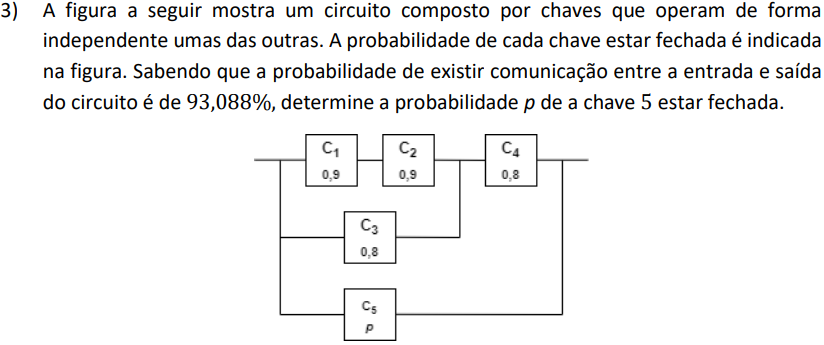 3) A figura a seguir mostra um circuito composto por chaves que operam de forma
independente umas das outras. A probabilidade de cada chave estar fechada é indicada
na figura. Sabendo que a probabilidade de existir comunicação entre a entrada e saída
do circuito é de 93,088%, determine a probabilidade p de a chave 5 estar fechada.
C₁ C₂ C₄
0,9 0,9 0,8
C₃
0,8
C₅
p